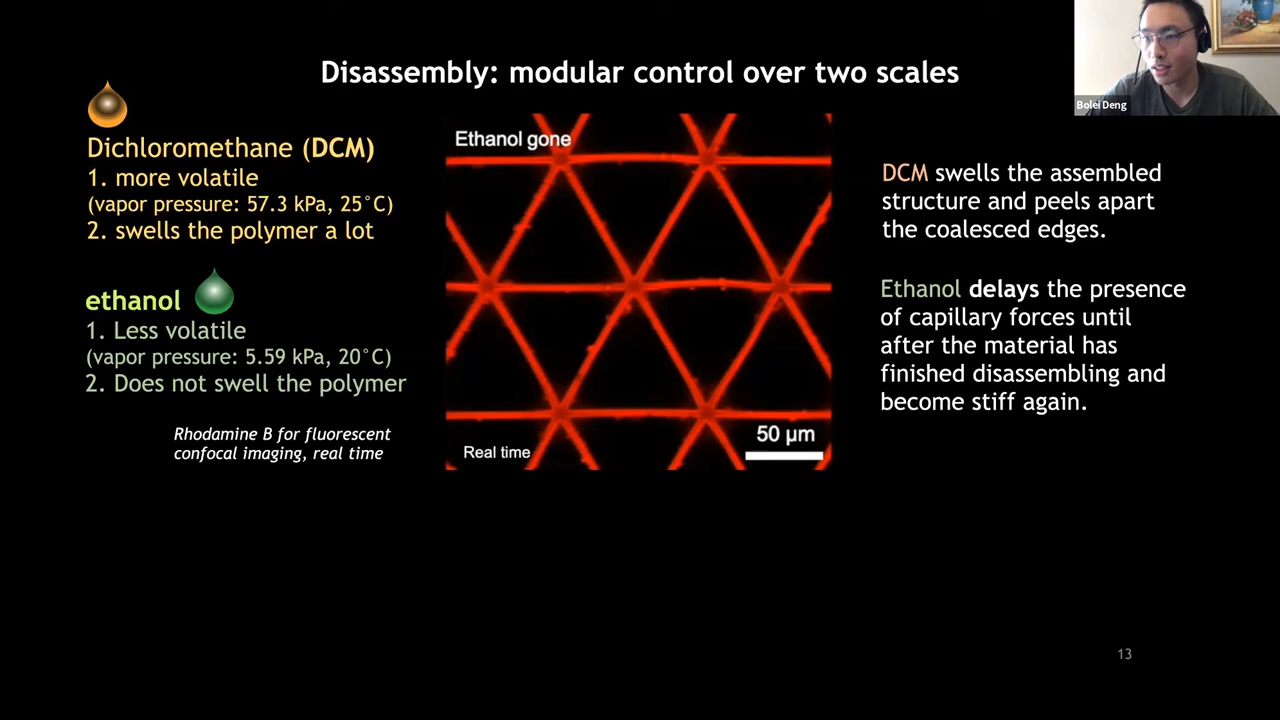 Disassembly: modular control over two scales
Bolei Deng
Dichloromethane (DCM)
1. more volatile
(vapor pressure: 57.3 kPa, 25°C)
2. swells the polymer a lot
ethanol
1. Less volatile
(vapor pressure: 5.59 kPa, 20°C)
2. Does not swell the polymer
Rhodamine B for fluorescent
confocal imaging, real time
Ethanol gone
50 μm
Real time
DCM swells the assembled
structure and peels apart
the coalesced edges.
Ethanol delays the presence
of capillary forces until
after the material has
finished disassembling and
become stiff again.
13